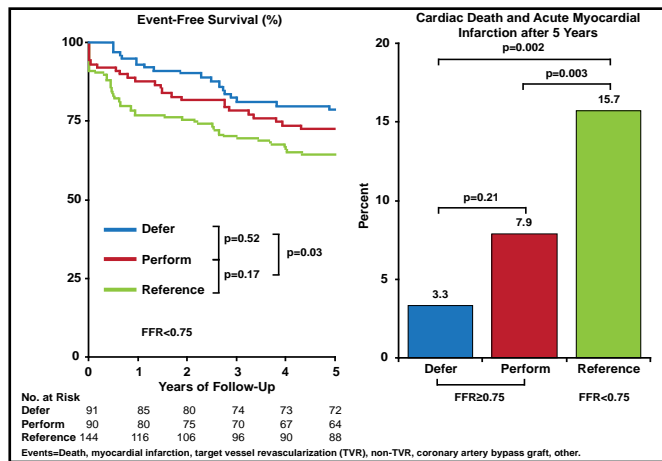 Event-Free Survival (%)
100
75
50
25
0
Defer
Perform
Reference
p=0.52
p=0.17
p=0.03
FFR<0.75
0 1 2 3 4 5
Years of Follow-Up
No. at Risk
Defer 91 85 80 74 73 72
Perform 90 80 75 70 67 64
Reference 144 116 106 96 90 88
Events=Death, myocardial infarction, target vessel revascularization (TVR), non-TVR, coronary artery bypass graft, other.
Cardiac Death and Acute Myocardial
Infarction after 5 Years
p=0.002
p=0.003
15.7
p=0.21
7.9
3.3
Percent
20
15
10
5
0
Defer Perform Reference
FFR≥0.75 FFR<0.75